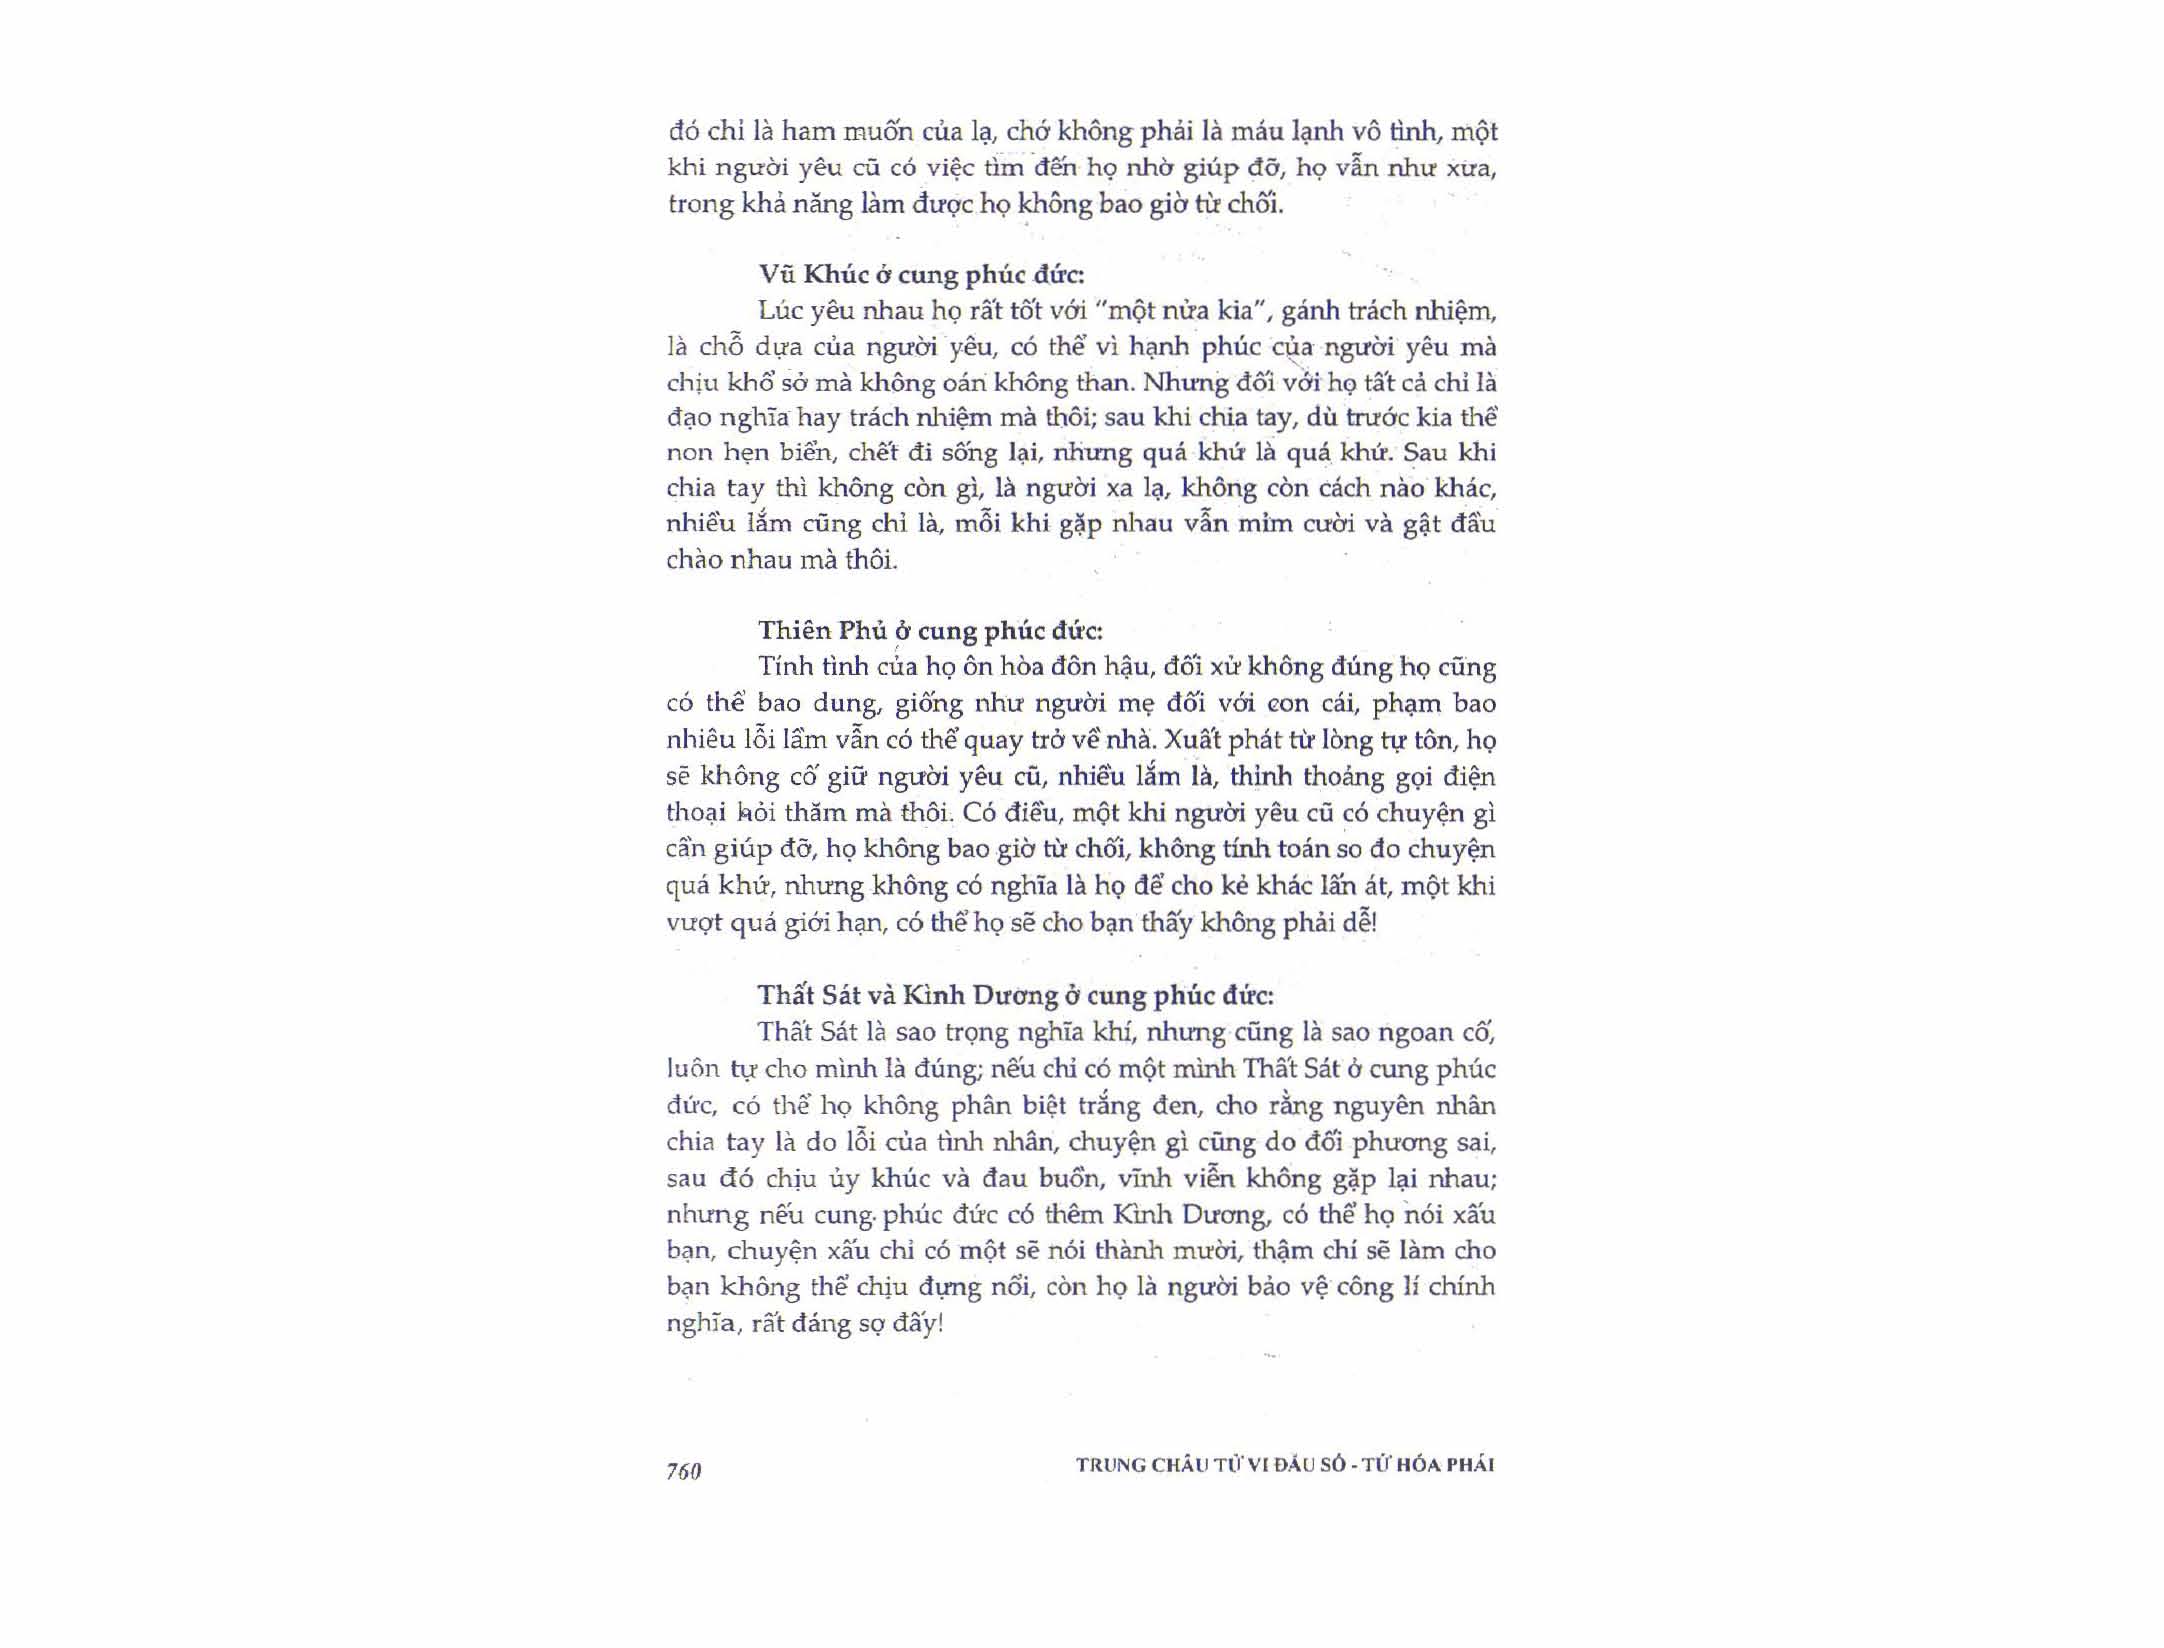 đó chỉ là ham muốn của lạ, chớ không phải là máu lạnh vô tình, một
khi người yêu cũ có việc tìm đến họ nhờ giúp đỡ, họ vẫn như xưa,
trong khả năng làm được họ không bao giờ từ chối.
Vũ Khúc ở cung phúc đức:
Lúc yêu nhau họ rất tốt với "một nửa kia", gánh trách nhiệm,
là chỗ dựa của người yêu, có thể vì hạnh phúc của người yêu mà
chịu khổ sở mà không oán không than. Nhưng đối với họ tất cả chỉ là
đạo nghĩa hay trách nhiệm mà thôi; sau khi chia tay, dù trước kia thề
non hẹn biển, chết đi sống lại, nhưng quá khứ là quá khứ. Sau khi
chia tay thì không còn gì, là người xa lạ, không còn cách nào khác,
nhiều lắm cũng chỉ là, mỗi khi gặp nhau vẫn mỉm cười và gật đầu
chào nhau mà thôi.
Thiên Phủ ở cung phúc đức:
Tính tình của họ ôn hòa đôn hậu, đối xử không đúng họ cũng
có thể bao dung, giống như người mẹ đối với con cái, phạm bao
nhiêu lỗi lầm vẫn có thể quay trở về nhà. Xuất phát từ lòng tự tôn, họ
sẽ không cố giữ người yêu cũ, nhiều lắm là, thỉnh thoảng gọi điện
thoại hỏi thăm mà thôi. Có điều, một khi người yêu cũ có chuyện gì
cần giúp đỡ, họ không bao giờ từ chối, không tính toán so đo chuyện
quá khứ, nhưng không có nghĩa là họ để cho kẻ khác lấn át, một khi
vượt quá giới hạn, có thể họ sẽ cho bạn thấy không phải dễ!
Thất Sát và Kình Dương ở cung phúc đức:
Thất Sát là sao trọng nghĩa khí, nhưng cũng là sao ngoan cố,
luôn tự cho mình là đúng; nếu chỉ có một mình Thất Sát ở cung phúc
đức, có thể họ không phân biệt trắng đen, cho rằng nguyên nhân
chia tay là do lỗi của tình nhân, chuyện gì cũng do đối phương sai,
sau đó chịu ủy khúc và đau buồn, vĩnh viễn không gặp lại nhau;
nhưng nếu cung phúc đức có thêm Kình Dương, có thể họ nói xấu
bạn, chuyện xấu chỉ có một sẽ nói thành mười, thậm chí sẽ làm cho
bạn không thể chịu đựng nổi, còn họ là người bảo vệ công lí chính
nghĩa, rất đáng sợ đấy!
760 TRUNG CHÂU TỬ VI ĐẨU SỐ - TỨ HÓA PHÁI